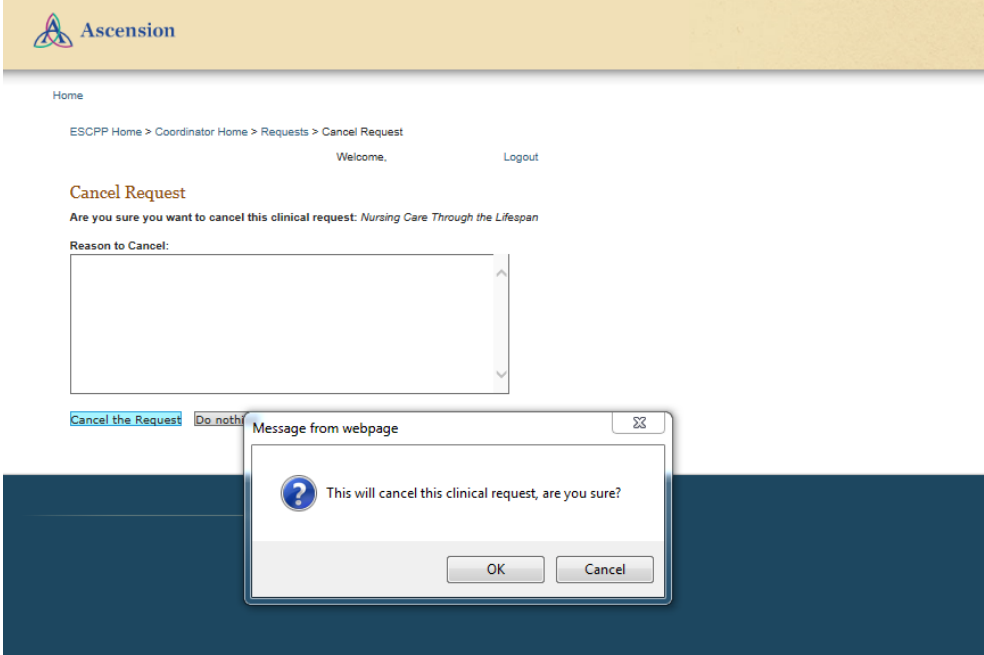 Ascension
Home
ESCPP Home > Coordinator Home > Requests > Cancel Request
Welcome, Logout
Cancel Request
Are you sure you want to cancel this clinical request: Nursing Care Through the Lifespan
Reason to Cancel:
Cancel the Request Do nothi
Message from webpage
This will cancel this clinical request, are you sure?
OK Cancel